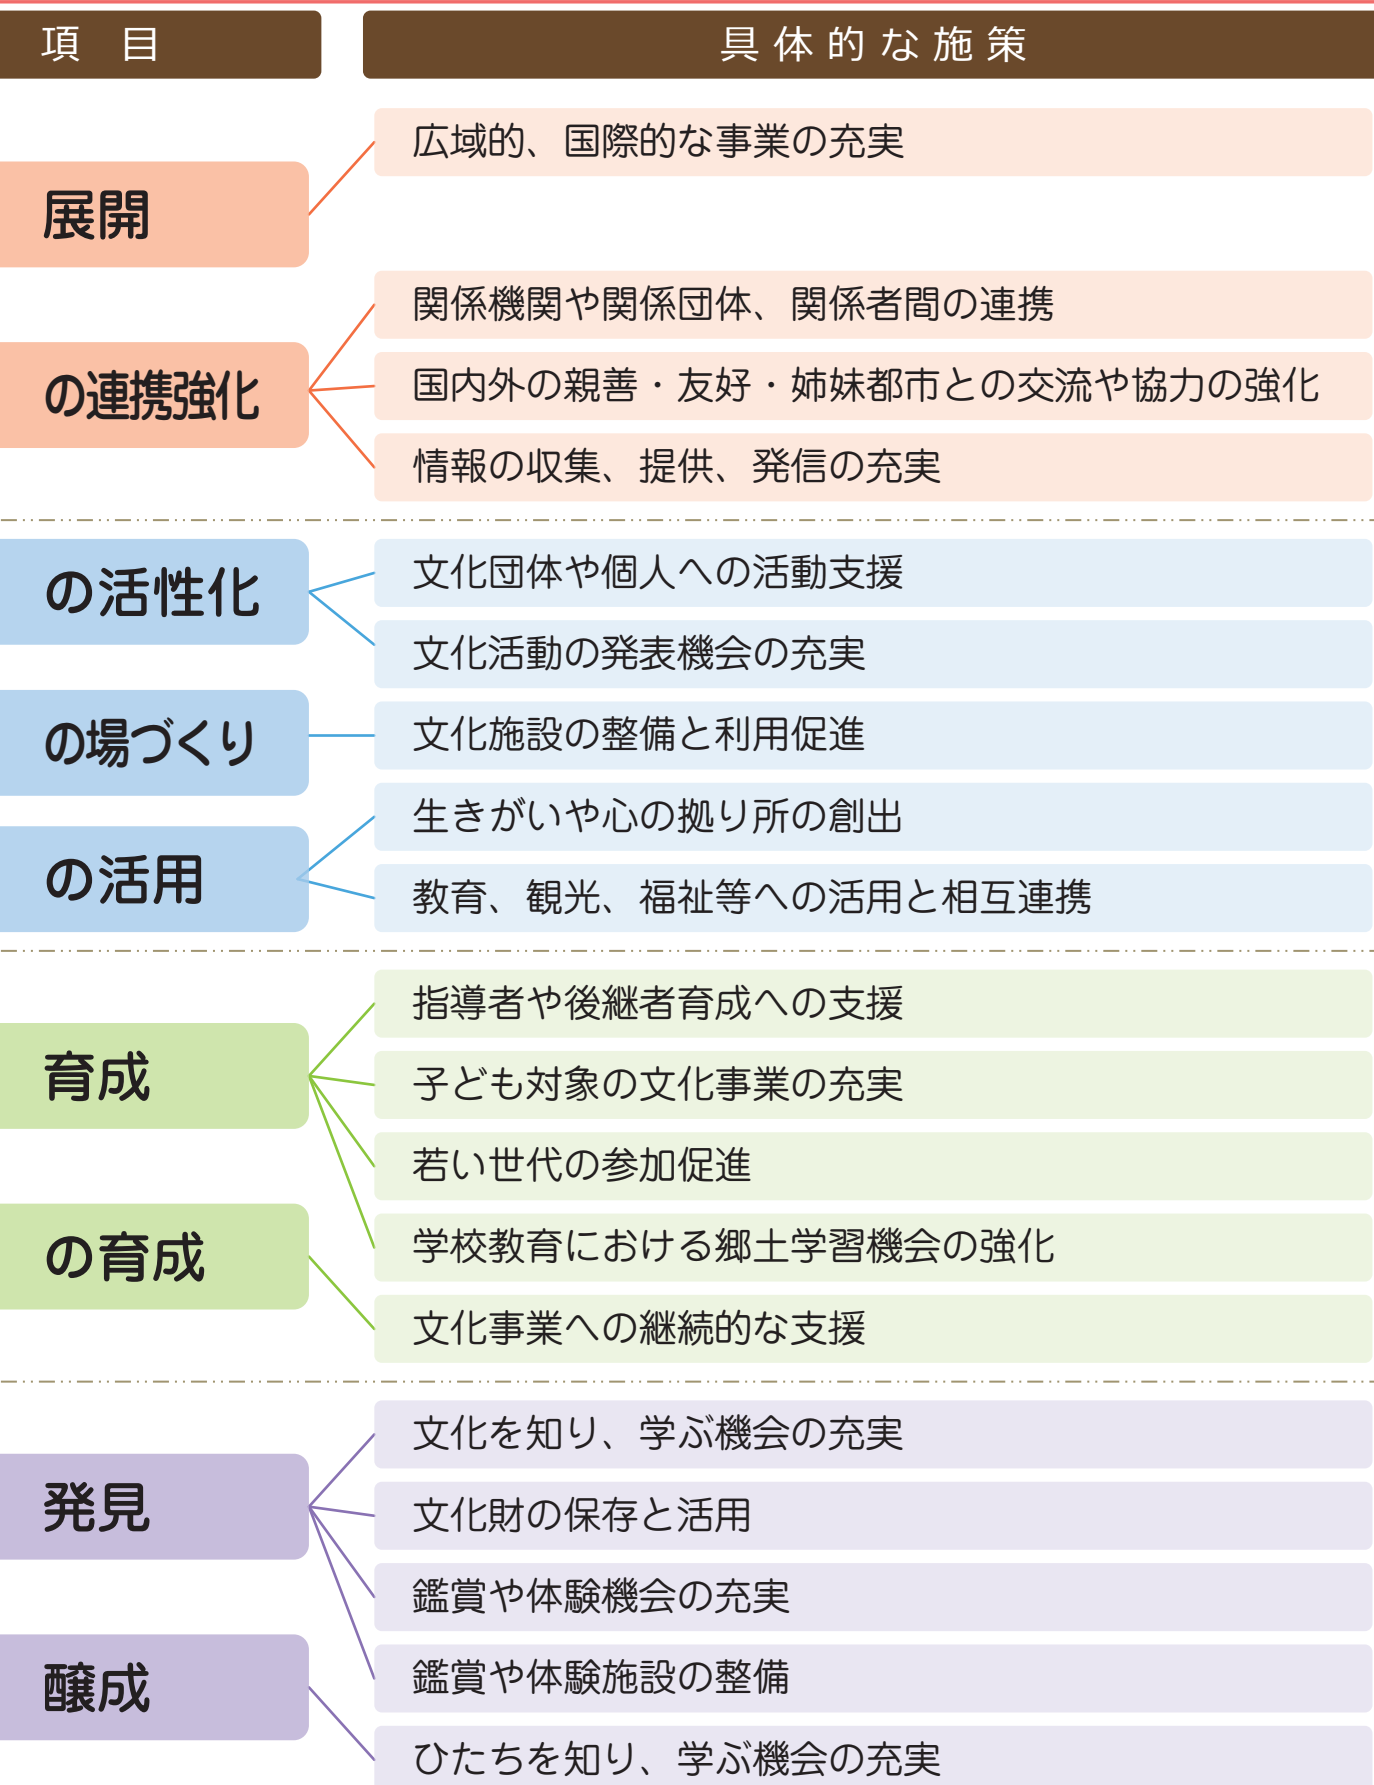 項目
具体的な施策
展開
広域的、国際的な事業の充実
の連携強化
関係機関や関係団体、関係者間の連携
国内外の親善・友好・姉妹都市との交流や協力の強化
情報の収集、提供、発信の充実
の活性化
文化団体や個人への活動支援
文化活動の発表機会の充実
の場づくり
文化施設の整備と利用促進
の活用
生きがいや心の拠り所の創出
教育、観光、福祉等への活用と相互連携
育成
指導者や後継者育成への支援
子ども対象の文化事業の充実
若い世代の参加促進
学校教育における郷土学習機会の強化
の育成
文化事業への継続的な支援
発見
文化を知り、学ぶ機会の充実
文化財の保存と活用
鑑賞や体験機会の充実
鑑賞や体験施設の整備
醸成
ひたちを知り、学ぶ機会の充実